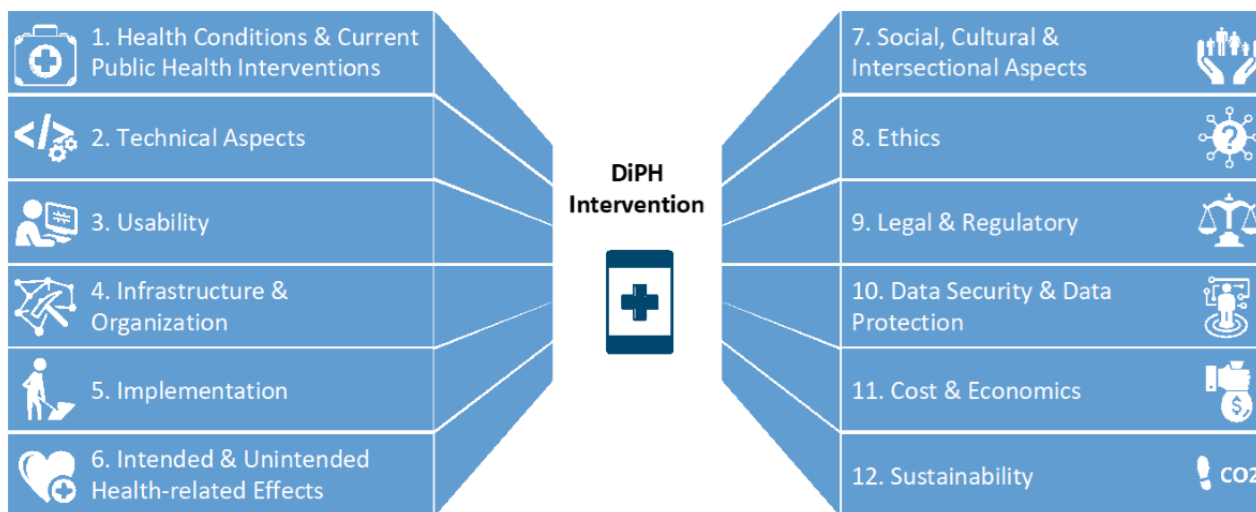 1. Health Conditions & Current
Public Health Interventions
</> 2. Technical Aspects
3. Usability
4. Infrastructure &
Organization
5. Implementation
6. Intended & Unintended
Health-related Effects
DiPH
Intervention
7. Social, Cultural &
Intersectional Aspects
8. Ethics
?
9. Legal & Regulatory
10. Data Security & Data
Protection
11. Cost & Economics
$
12. Sustainability
CO2